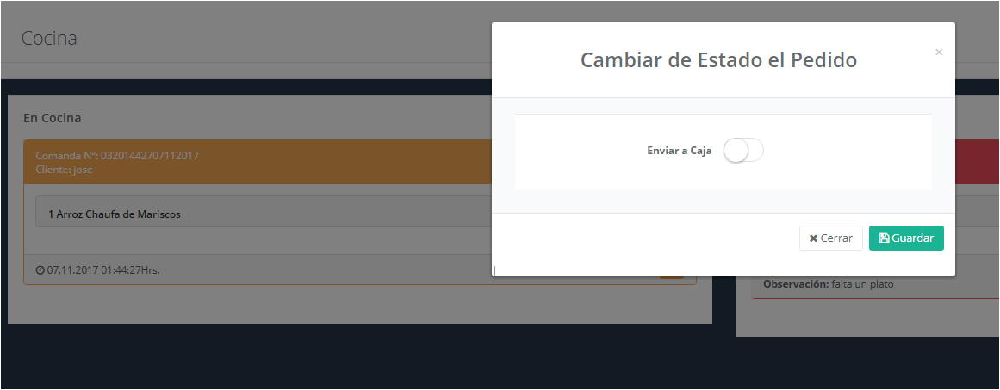 Cocina
En Cocina
Comanda Nº: 03201442707112017
Cliente: jose
1 Arroz Chaufa de Mariscos
07.11.2017 01:44:27Hrs.
Cambiar de Estado el Pedido
×
Enviar a Caja
Cerrar
Guardar
Observación: falta un plato